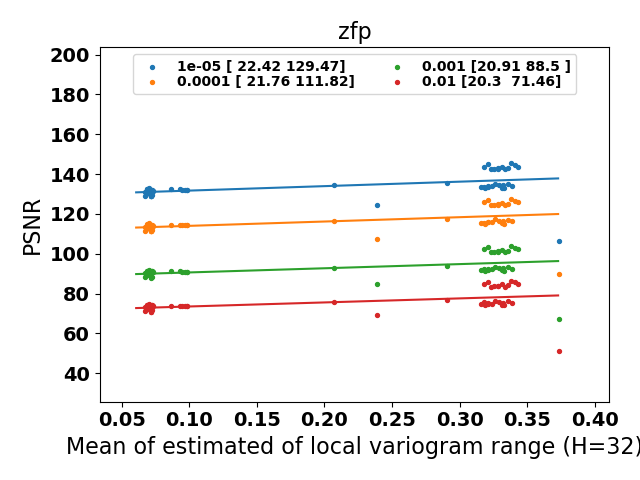 zfp
1e-05 [ 22.42 129.47]
0.0001 [ 21.76 111.82]
0.001 [20.91 88.5 ]
0.01 [20.3  71.46]
200
180
160
140
120
100
80
60
40
PSNR
0.05 0.10 0.15 0.20 0.25 0.30 0.35 0.40
Mean of estimated of local variogram range (H=32)